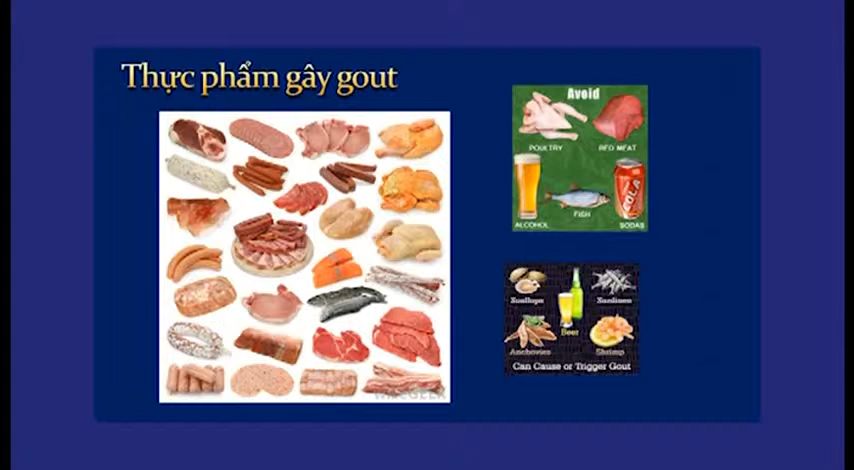 Thực phẩm gây gout
Avoid
POULTRY
RED MEAT
ALCOHOL
FISH
SODAS
COLA
Scallops
Sardines
Beer
Anchovies
Shrimp
Can Cause or Trigger Gout
WISEGEEK